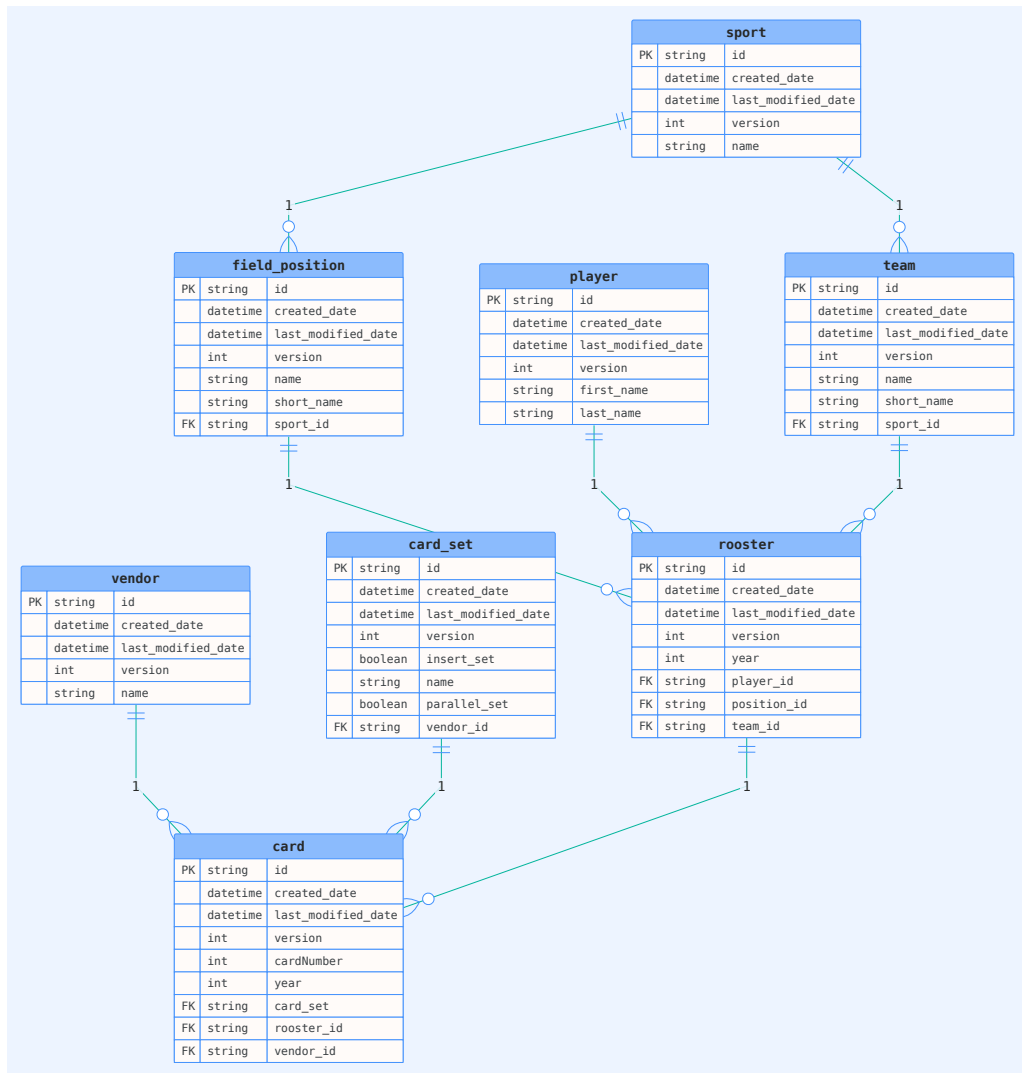 sport
PK string id
datetime created_date
datetime last_modified_date
int version
string name
1
1
field_position
PK string id
datetime created_date
datetime last_modified_date
int version
string name
string short_name
FK string sport_id
player
PK string id
datetime created_date
datetime last_modified_date
int version
string first_name
string last_name
team
PK string id
datetime created_date
datetime last_modified_date
int version
string name
string short_name
FK string sport_id
1
1
1
vendor
PK string id
datetime created_date
datetime last_modified_date
int version
string name
card_set
PK string id
datetime created_date
datetime last_modified_date
int version
boolean insert_set
string name
boolean parallel_set
FK string vendor_id
rooster
PK string id
datetime created_date
datetime last_modified_date
int version
int year
FK string player_id
FK string position_id
FK string team_id
1
1
1
card
PK string id
datetime created_date
datetime last_modified_date
int version
int cardNumber
int year
FK string card_set
FK string rooster_id
FK string vendor_id